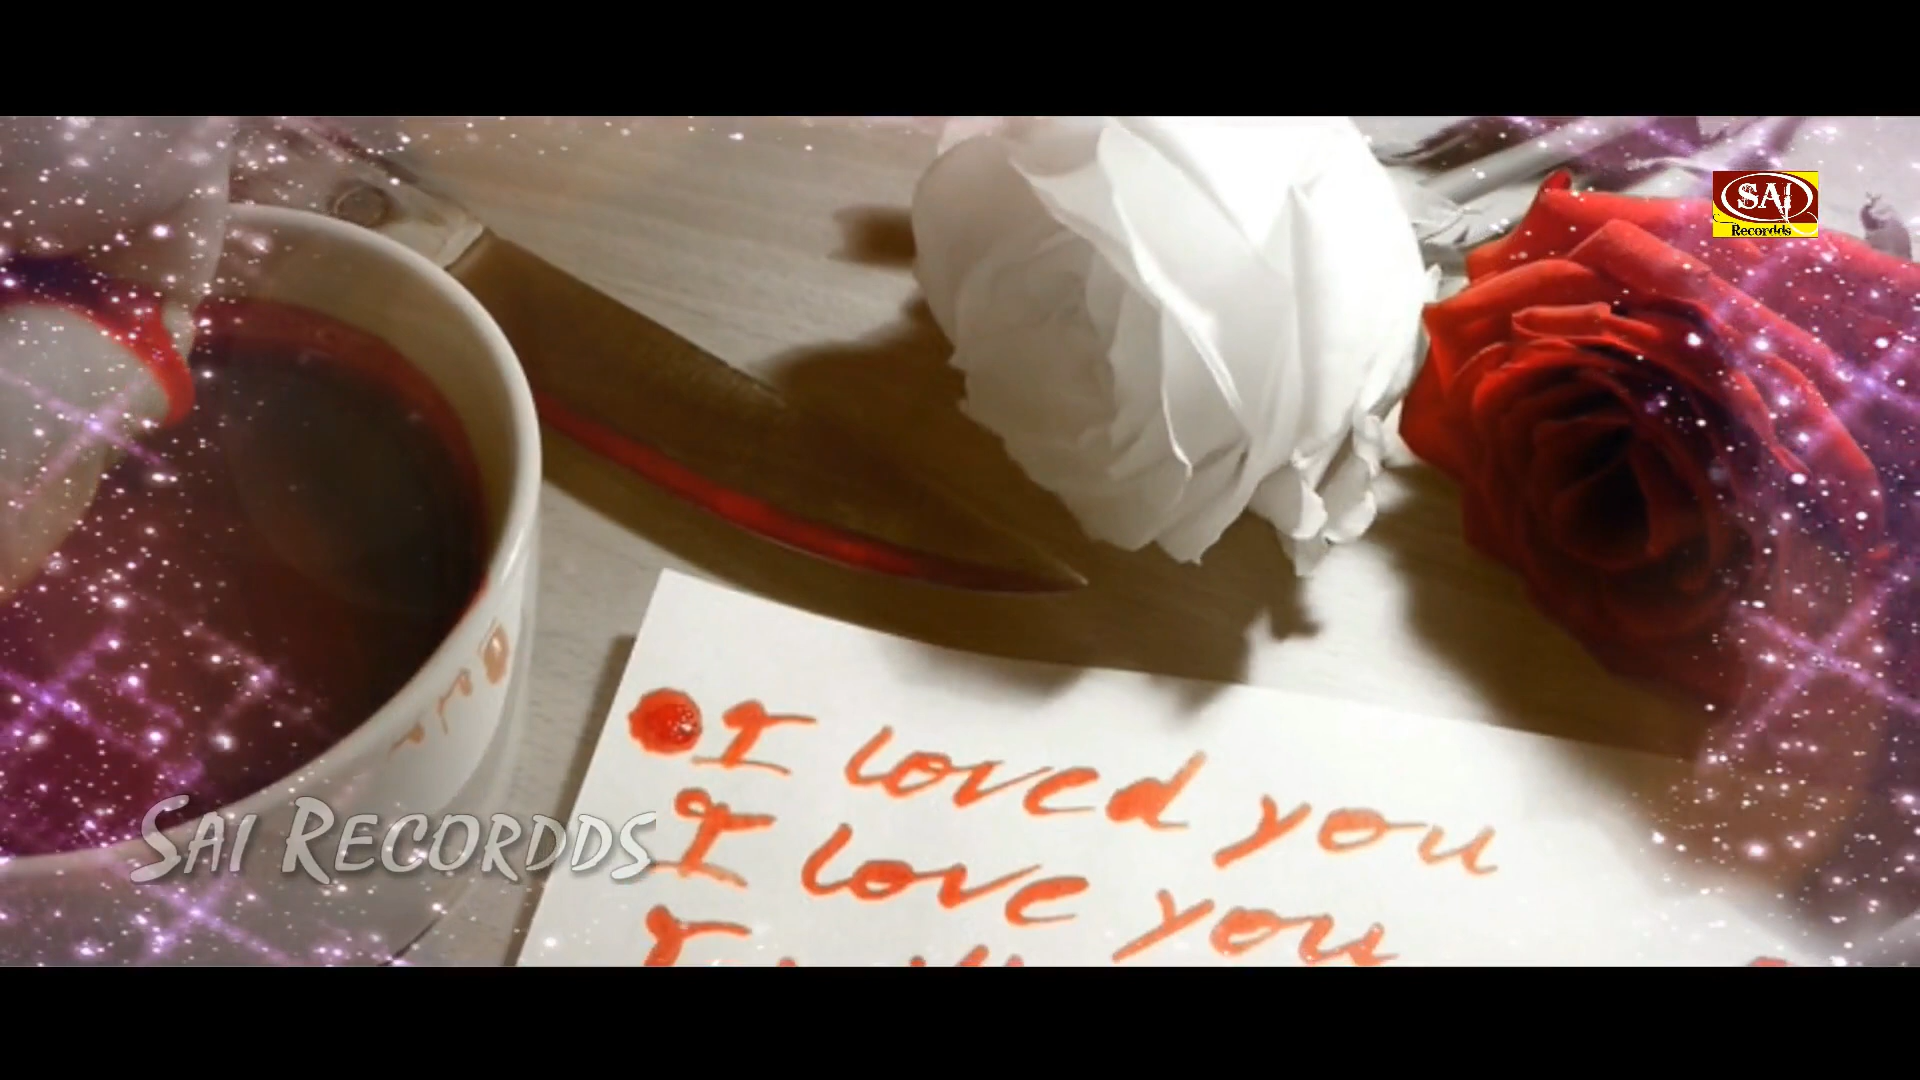 SAI
Recordds
I loved you
I love you
I
SAI RECORDDS